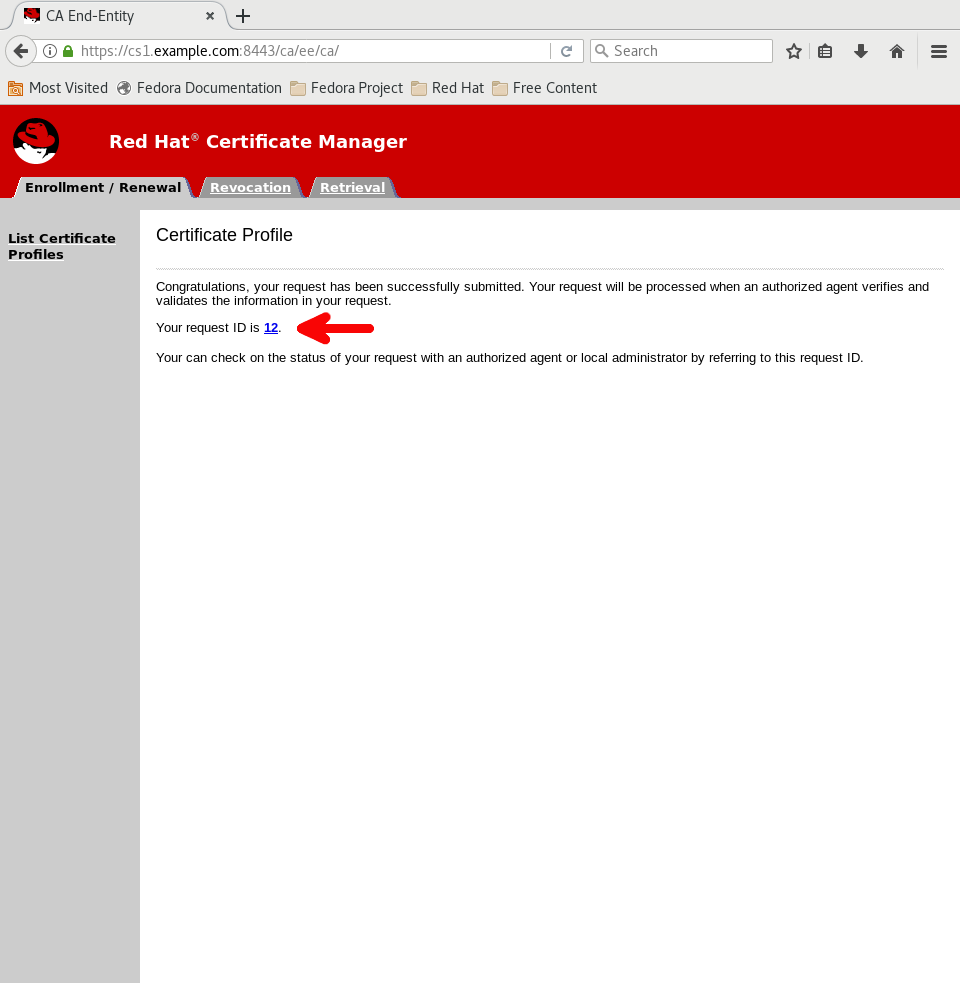 CA End-Entity
https://cs1.example.com:8443/ca/ee/ca/
Search
Most Visited
Fedora Documentation
Fedora Project
Red Hat
Free Content
Red Hat® Certificate Manager
Enrollment / Renewal
Revocation
Retrieval
List Certificate
Profiles
Certificate Profile
Congratulations, your request has been successfully submitted. Your request will be processed when an authorized agent verifies and
validates the information in your request.
Your request ID is 12.
Your can check on the status of your request with an authorized agent or local administrator by referring to this request ID.